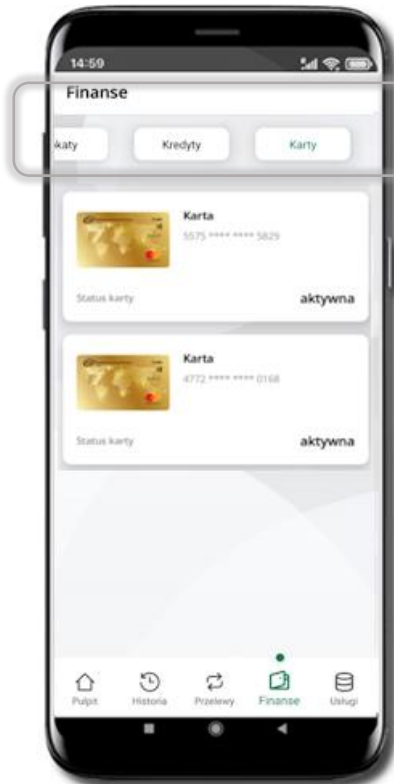 14:59
Finanse
katy Kredyty Karty
Karta
5575 **** **** 5829
Status karty aktywna
Karta
4772 **** **** 0168
Status karty aktywna
Pulpit Historia Przelewy Finanse Usługi